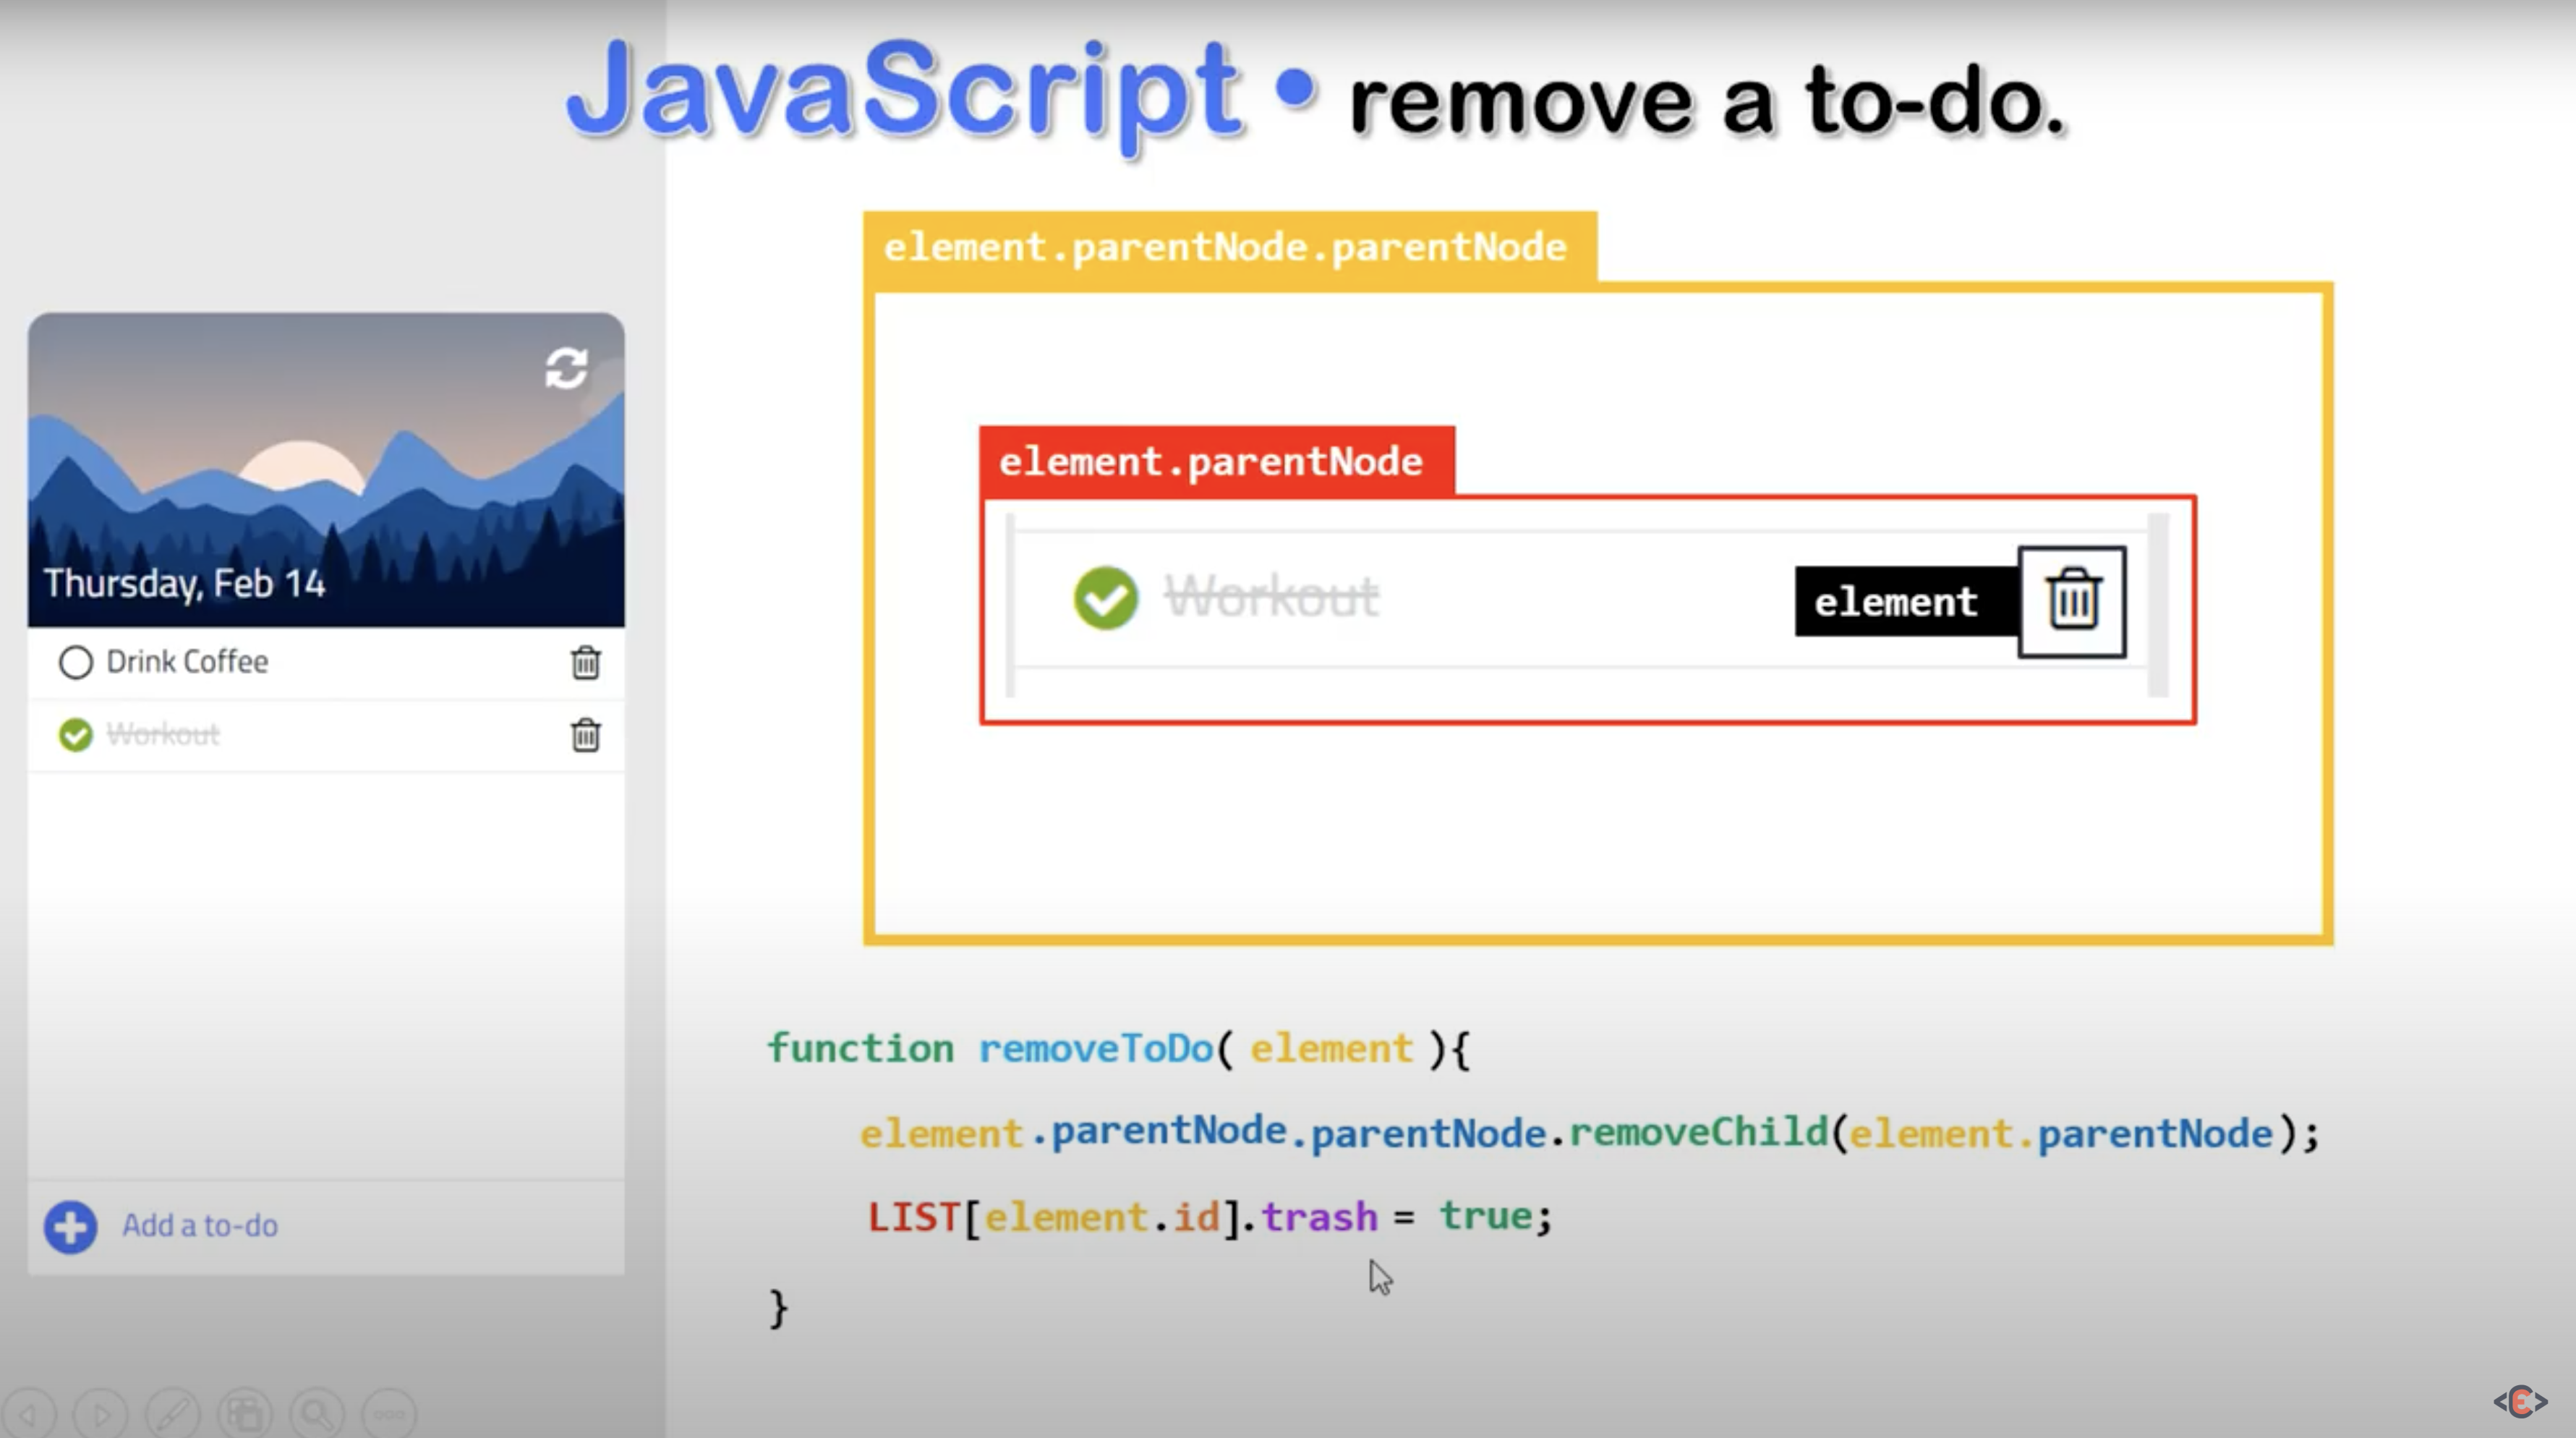 JavaScript • remove a to-do.
element.parentNode.parentNode
element.parentNode
Workout
element
Thursday, Feb 14
Drink Coffee
Workout
Add a to-do
function removeToDo( element ){
element.parentNode.parentNode.removeChild(element.parentNode);
LIST[element.id].trash = true;
}
<E>